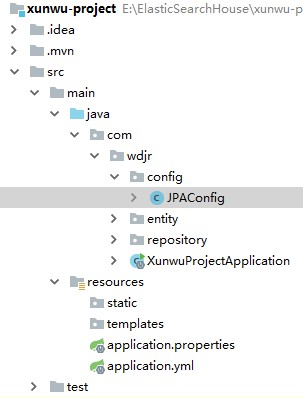 xunwu-project E:\ElasticSearchHouse\xunwu-p
.idea
.mvn
src
main
java
com
wdjr
config
JPAConfig
entity
repository
XunwuProjectApplication
resources
static
templates
application.properties
application.yml
test